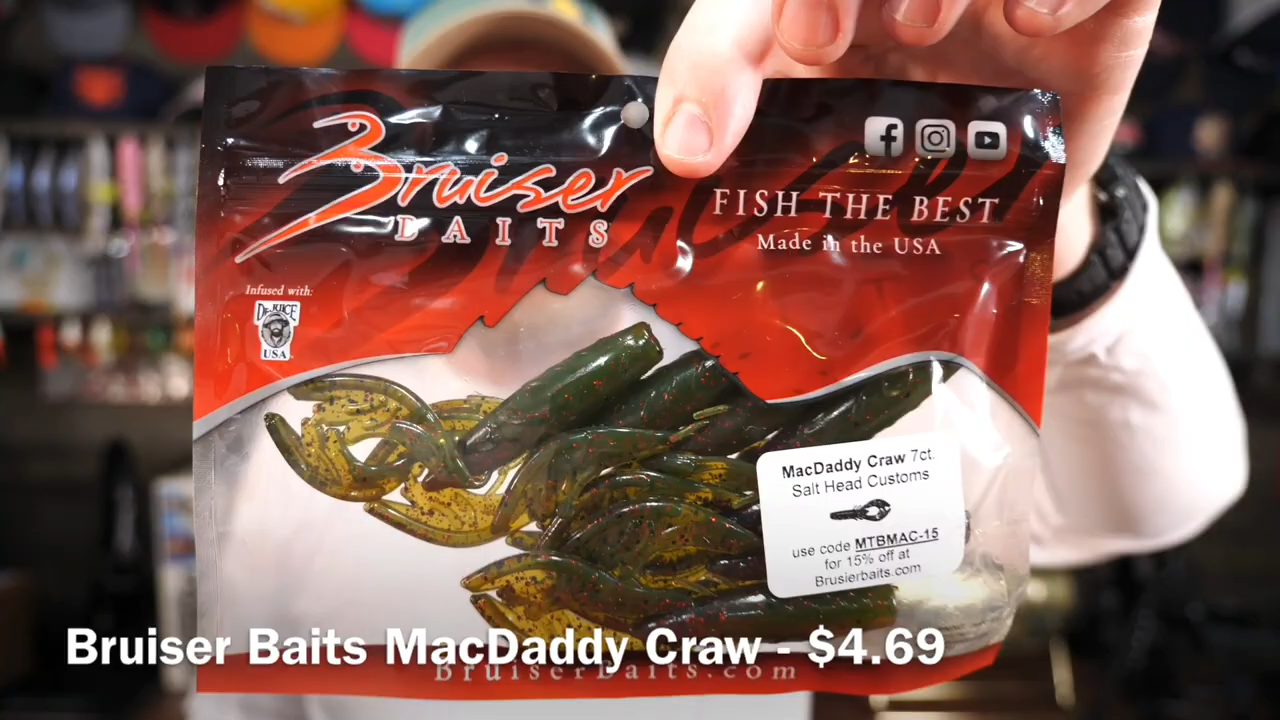 Bruiser
BAITS
FISH THE BEST
Made in the USA
Infused with:
DR. JUICE
USA
MacDaddy Craw 7ct.
Salt Head Customs
use code MTBMAC-15
for 15% off at
Brusierbaits.com
Bruiser Baits MacDaddy Craw - $4.69
BruiserBaits.com